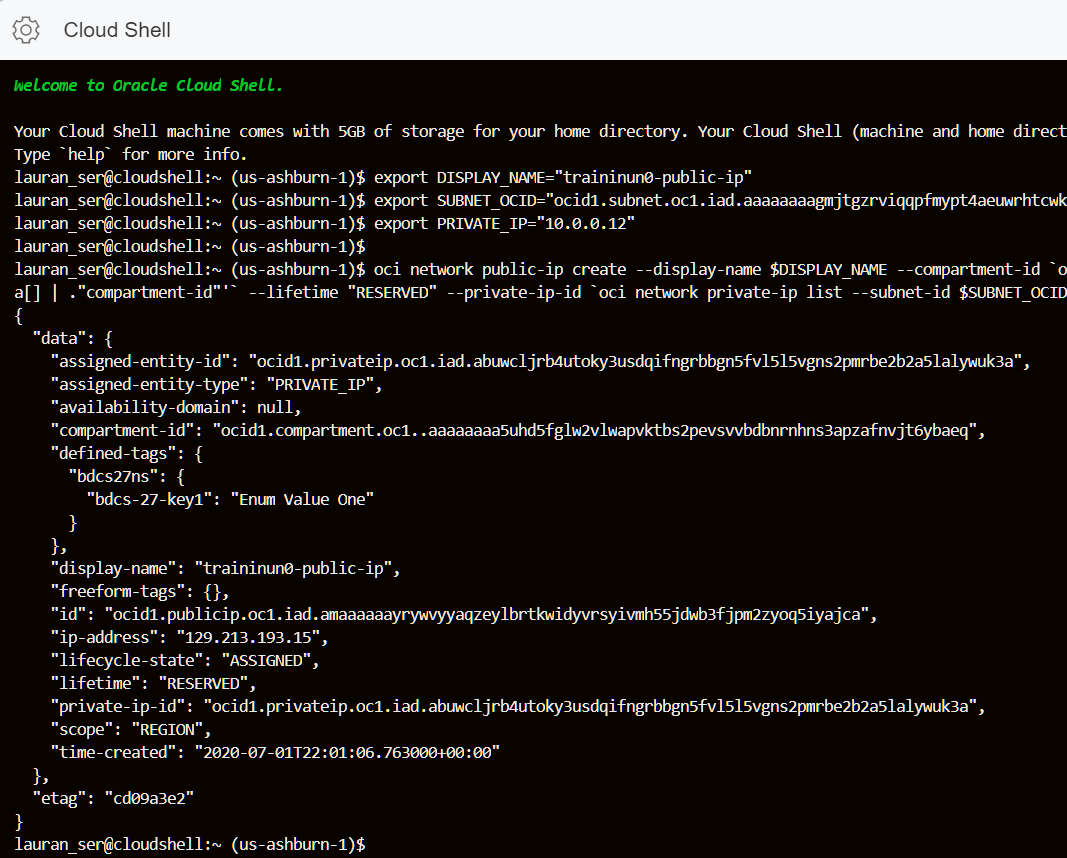 Cloud Shell
Welcome to Oracle Cloud Shell.
Your Cloud Shell machine comes with 5GB of storage for your home directory. Your Cloud Shell (machine and home direct
Type `help` for more info.
lauran_ser@cloudshell:~ (us-ashburn-1)$ export DISPLAY_NAME="traininun0-public-ip"
lauran_ser@cloudshell:~ (us-ashburn-1)$ export SUBNET_OCID="ocid1.subnet.oc1.iad.aaaaaaaagmjtgzrviqqpfmypt4aeuwrhtcwk
lauran_ser@cloudshell:~ (us-ashburn-1)$ export PRIVATE_IP="10.0.0.12"
lauran_ser@cloudshell:~ (us-ashburn-1)$
lauran_ser@cloudshell:~ (us-ashburn-1)$ oci network public-ip create --display-name $DISPLAY_NAME --compartment-id `o
a[] | ."compartment-id"'` --lifetime "RESERVED" --private-ip-id `oci network private-ip list --subnet-id $SUBNET_OCID
{
  "data": {
    "assigned-entity-id": "ocid1.privateip.oc1.iad.abuwcljrb4utoky3usdqifngrbbgn5fvl5l5vgns2pmrbe2b2a5lalywuk3a",
    "assigned-entity-type": "PRIVATE_IP",
    "availability-domain": null,
    "compartment-id": "ocid1.compartment.oc1..aaaaaaaa5uhd5fglw2vlwapvktbs2pevsvvbdbnrnhns3apzafnvjt6ybaeq",
    "defined-tags": {
      "bdcs27ns": {
        "bdcs-27-key1": "Enum Value One"
      }
    },
    "display-name": "traininun0-public-ip",
    "freeform-tags": {},
    "id": "ocid1.publicip.oc1.iad.amaaaaaayrywvyyaqzeylbrtkwidyvrsyivmh55jdwb3fjpm2zyoq5iyajca",
    "ip-address": "129.213.193.15",
    "lifecycle-state": "ASSIGNED",
    "lifetime": "RESERVED",
    "private-ip-id": "ocid1.privateip.oc1.iad.abuwcljrb4utoky3usdqifngrbbgn5fvl5l5vgns2pmrbe2b2a5lalywuk3a",
    "scope": "REGION",
    "time-created": "2020-07-01T22:01:06.763000+00:00"
  },
  "etag": "cd09a3e2"
}
lauran_ser@cloudshell:~ (us-ashburn-1)$